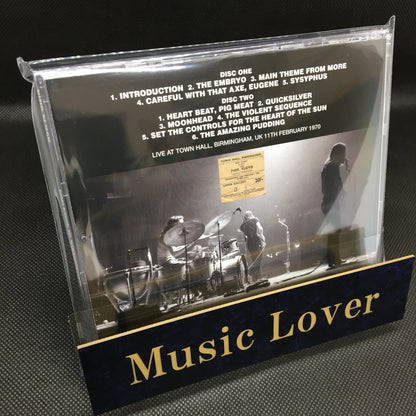 DISC ONE
1. INTRODUCTION 2. THE EMBRYO 3. MAIN THEME FROM MORE
4. CAREFUL WITH THAT AXE, EUGENE 5. SYSYPHUS
DISC TWO
1. HEART BEAT, PIG MEAT 2. QUICKSILVER
3. MOONHEAD 4. THE VIOLENT SEQUENCE
5. SET THE CONTROLS FOR THE HEART OF THE SUN
6. THE AMAZING PUDDING
LIVE AT TOWN HALL, BIRMINGHAM, UK 11TH FEBRUARY 1970
TOWN HALL, BIRMINGHAM
PINK FLOYD
Music Lover